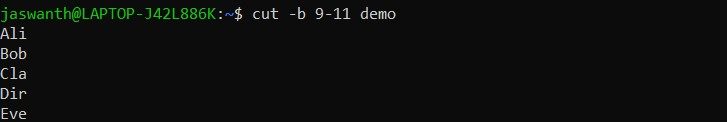 jaswanth@LAPTOP-J42L886K:~$ cut -b 9-11 demo
Ali
Bob
Cla
Dir
Eve